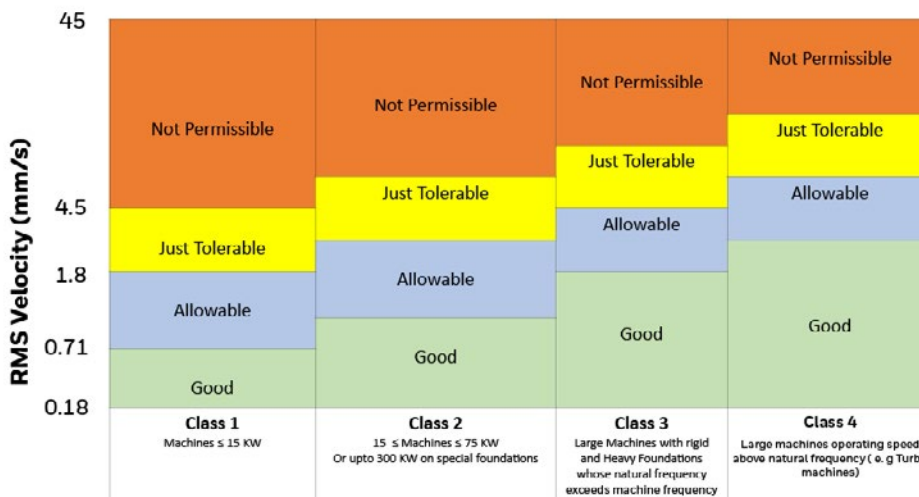 RMS Velocity (mm/s)
45
4.5
1.8
0.71
0.18
Not Permissible
Just Tolerable
Allowable
Good
Not Permissible
Just Tolerable
Allowable
Good
Not Permissible
Just Tolerable
Allowable
Good
Not Permissible
Just Tolerable
Allowable
Good
Class 1
Machines ≤ 15 KW
Class 2
15 ≤ Machines ≤ 75 KW
Or upto 300 KW on special foundations
Class 3
Large Machines with rigid
and Heavy Foundations
whose natural frequency
exceeds machine frequency
Class 4
Large machines operating speed
above natural frequency ( e. g Turb
machines)